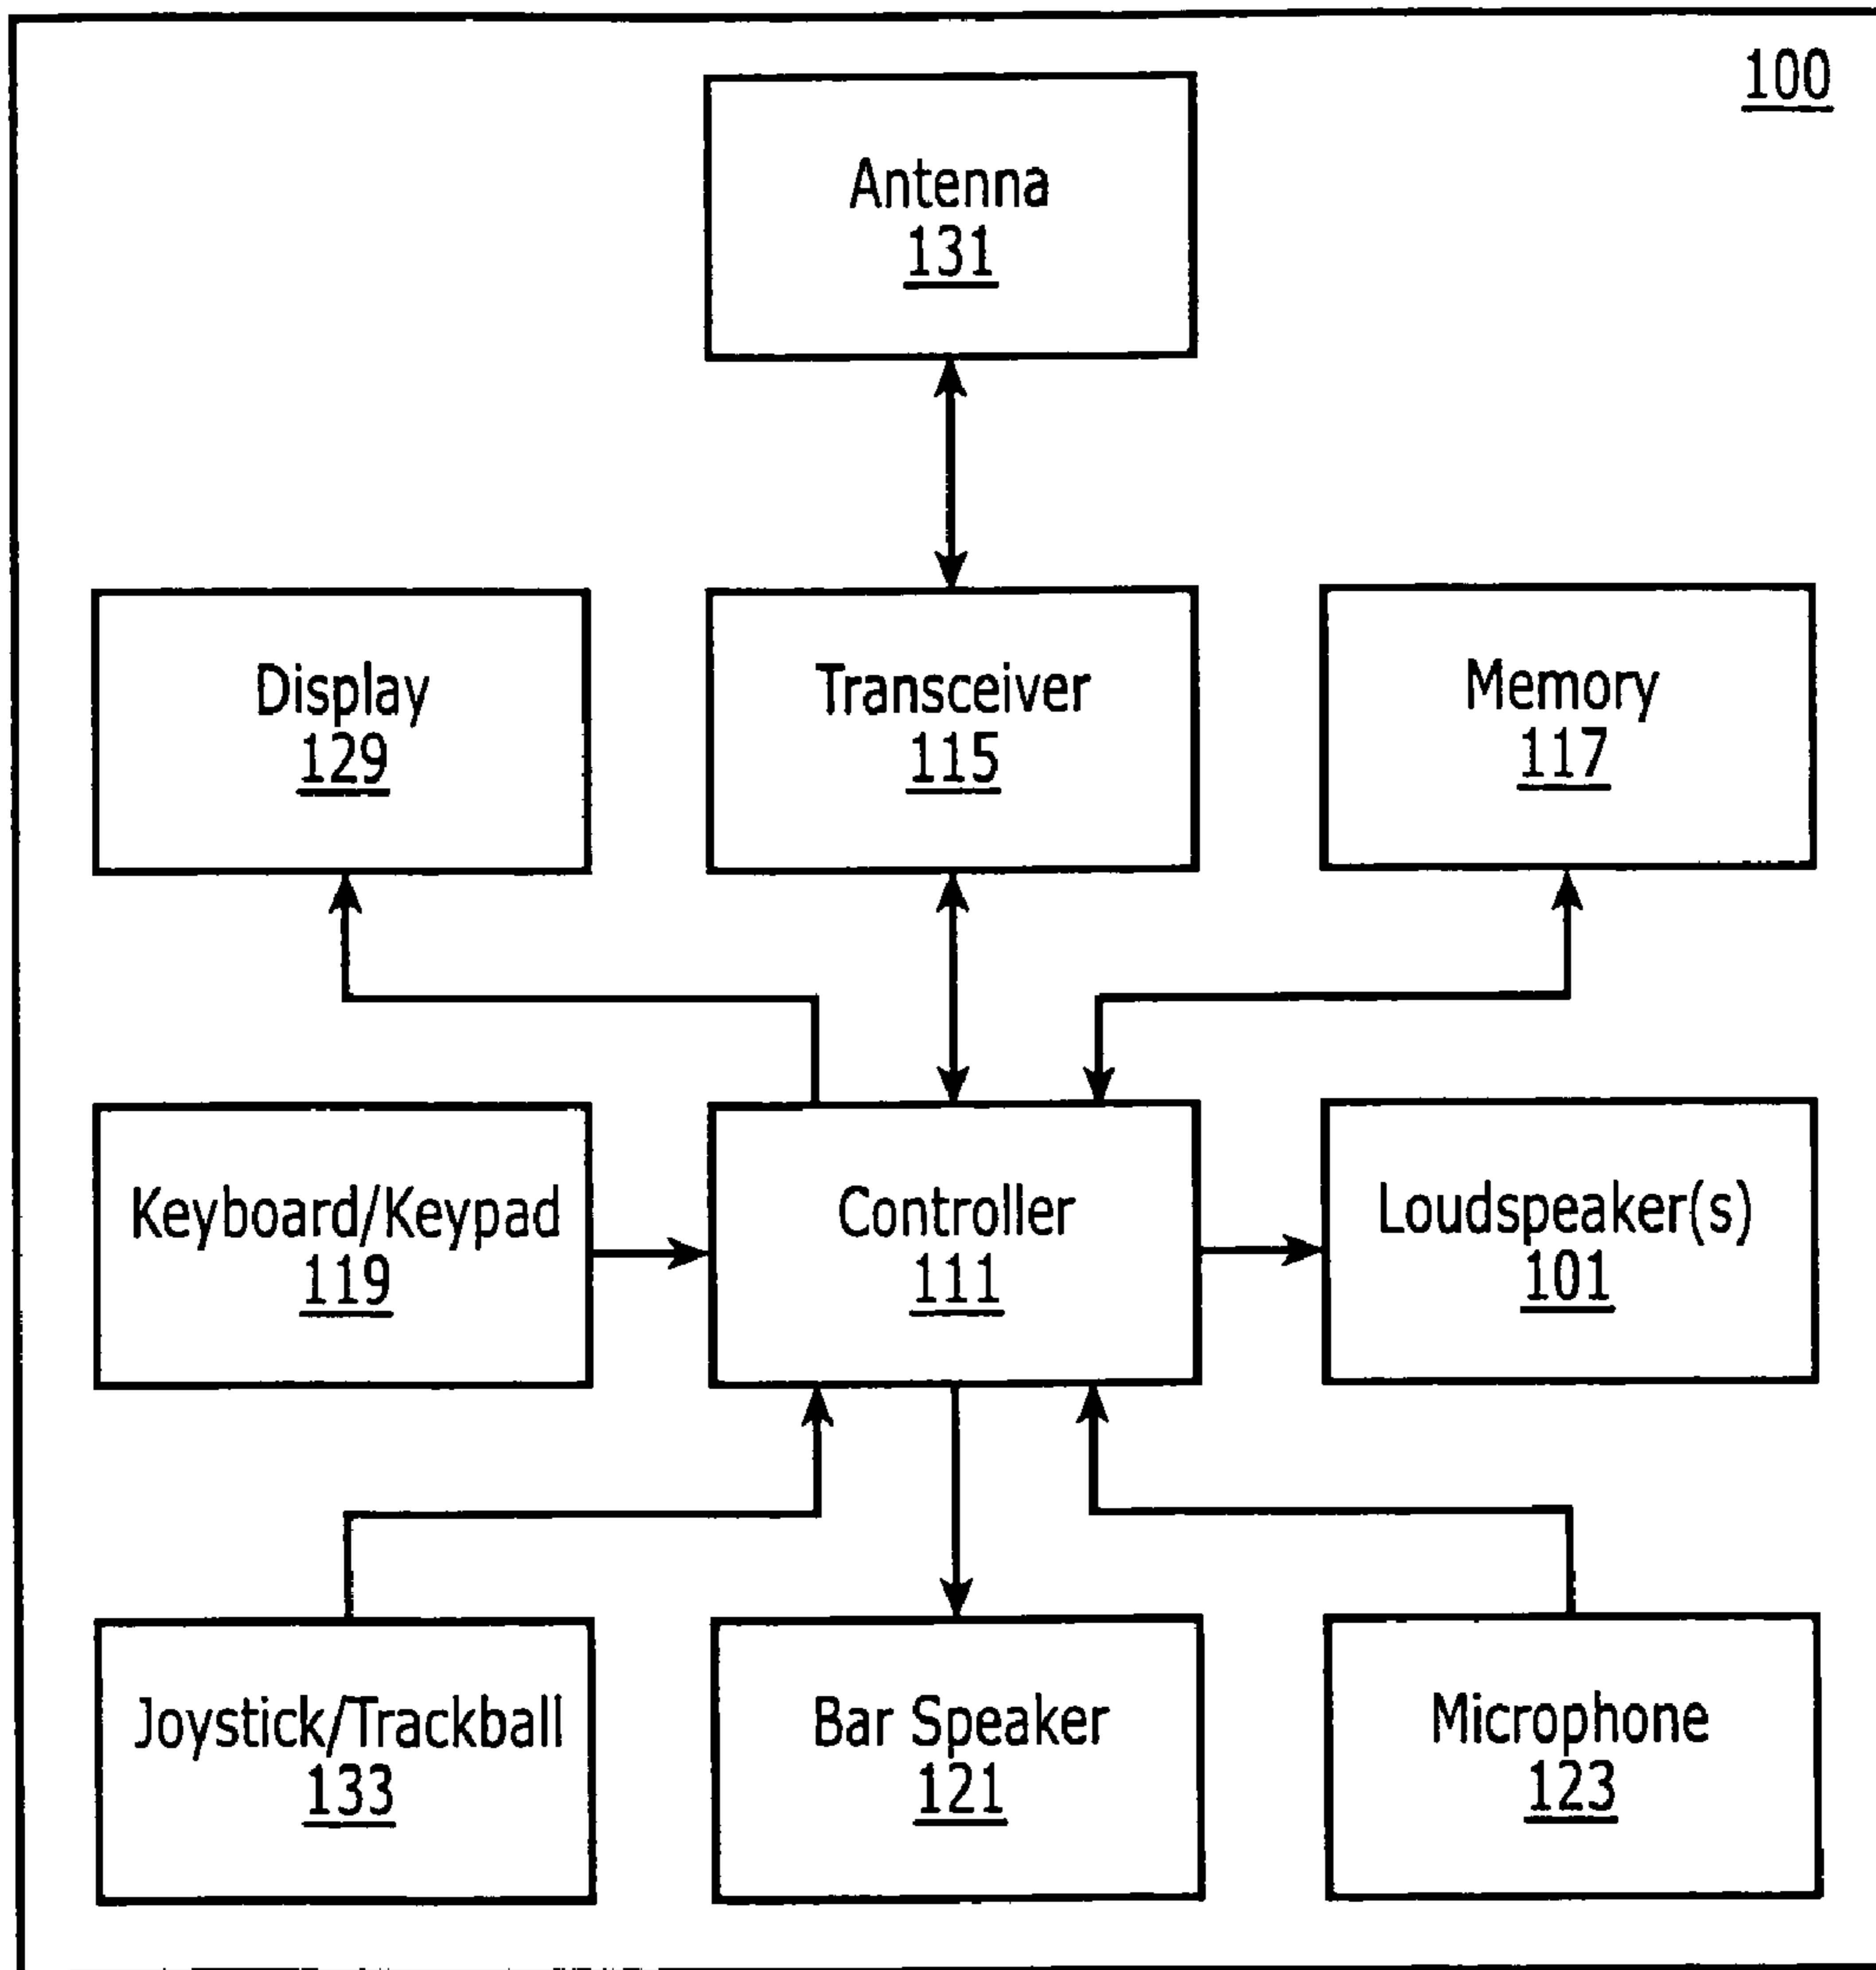 100
Antenna
131
Display
129
Transceiver
115
Memory
117
Keyboard/Keypad
119
Controller
111
Loudspeaker(s)
101
Joystick/Trackball
133
Bar Speaker
121
Microphone
123